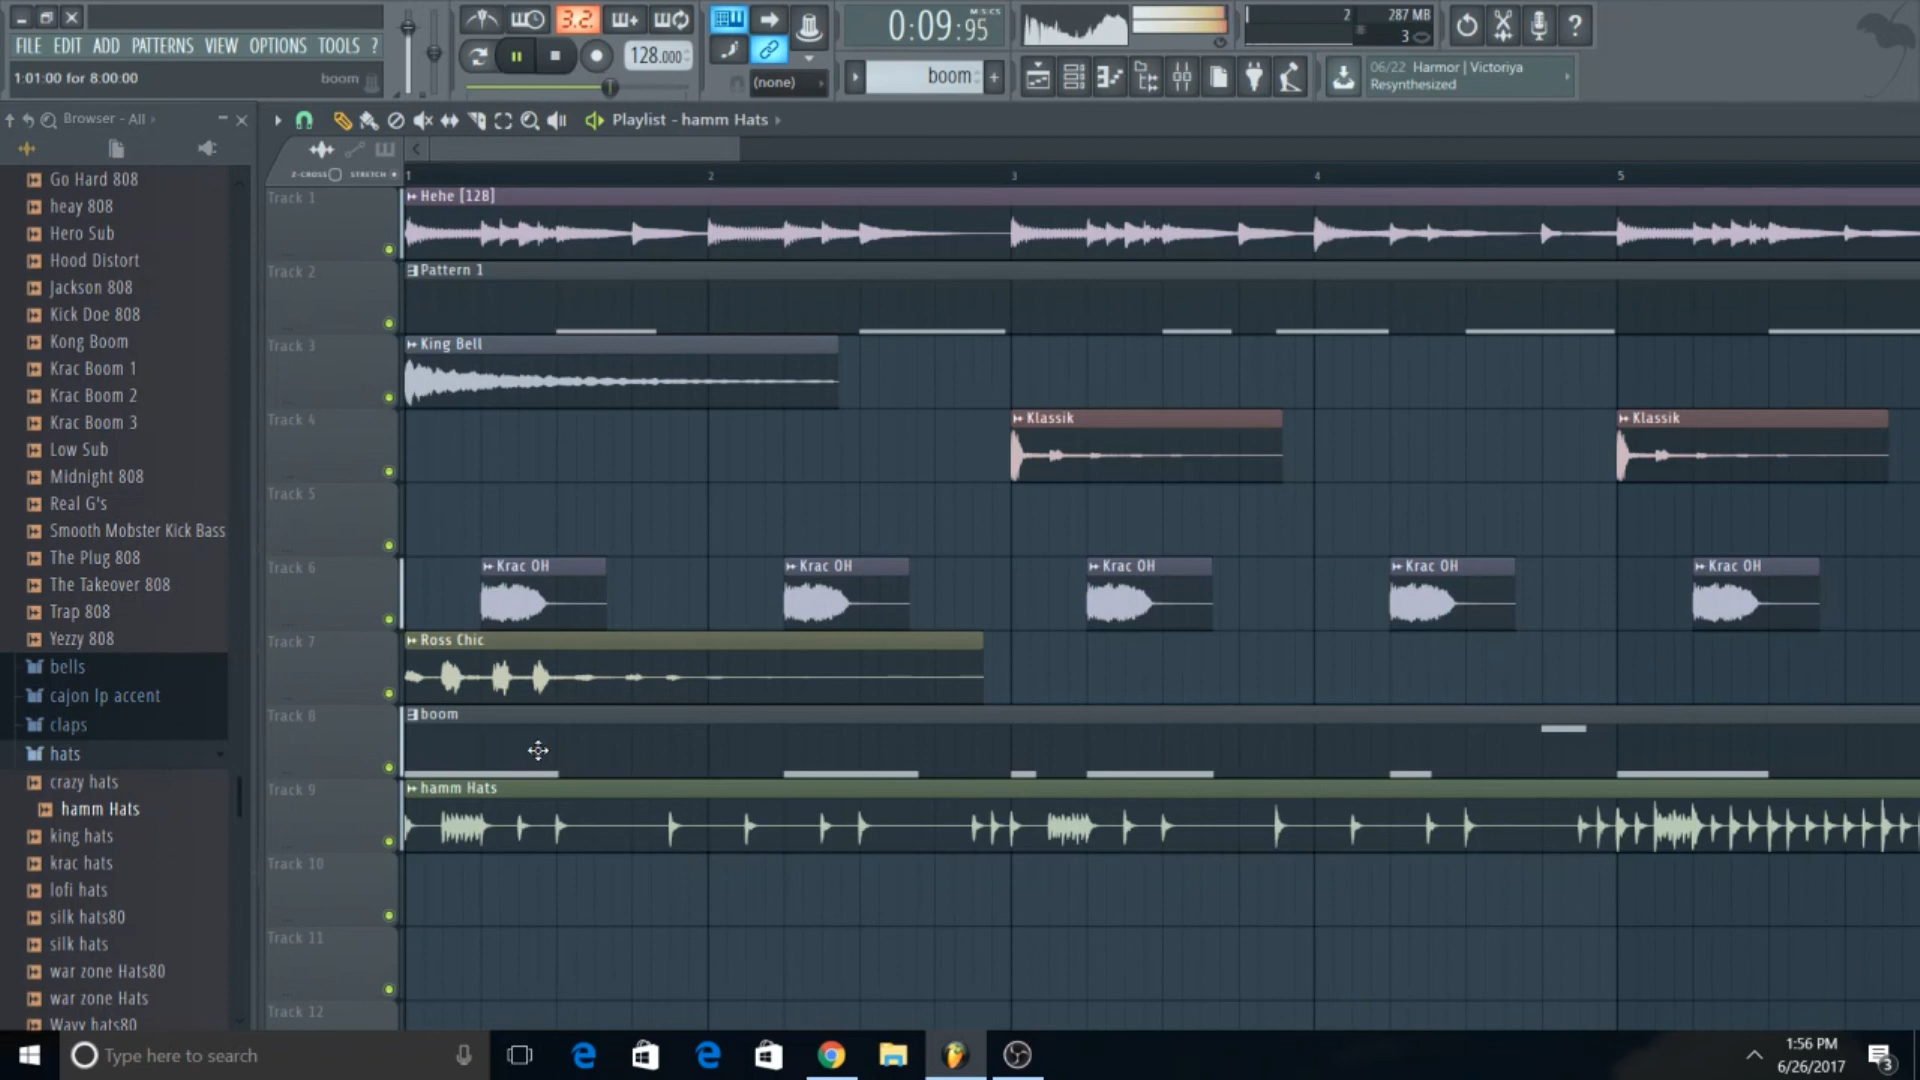 FILE EDIT ADD PATTERNS VIEW OPTIONS TOOLS ?
1:01:00 for 8:00:00 boom
3.2.
128.000
(none)
0:09:95
M:S:CS
boom
2
287 MB
3
06/22 Harmor | Victoriya
Resynthesized
Browser - All
Playlist - hamm Hats
Z-CROSS STRETCH
1 2 3 4 5
Go Hard 808
heay 808
Hero Sub
Hood Distort
Jackson 808
Kick Doe 808
Kong Boom
Krac Boom 1
Krac Boom 2
Krac Boom 3
Low Sub
Midnight 808
Real G's
Smooth Mobster Kick Bass
The Plug 808
The Takeover 808
Trap 808
Yezzy 808
bells
cajon lp accent
claps
hats
crazy hats
hamm Hats
king hats
krac hats
lofi hats
silk hats80
silk hats
war zone Hats80
war zone Hats
Wavy hats80
Track 1
Hehe [128]
Track 2
Pattern 1
Track 3
King Bell
Track 4
Klassik
Klassik
Track 5
Track 6
Krac OH
Krac OH
Krac OH
Krac OH
Krac OH
Track 7
Ross Chic
Track 8
boom
Track 9
hamm Hats
Track 10
Track 11
Track 12
Type here to search
1:56 PM
6/26/2017
3